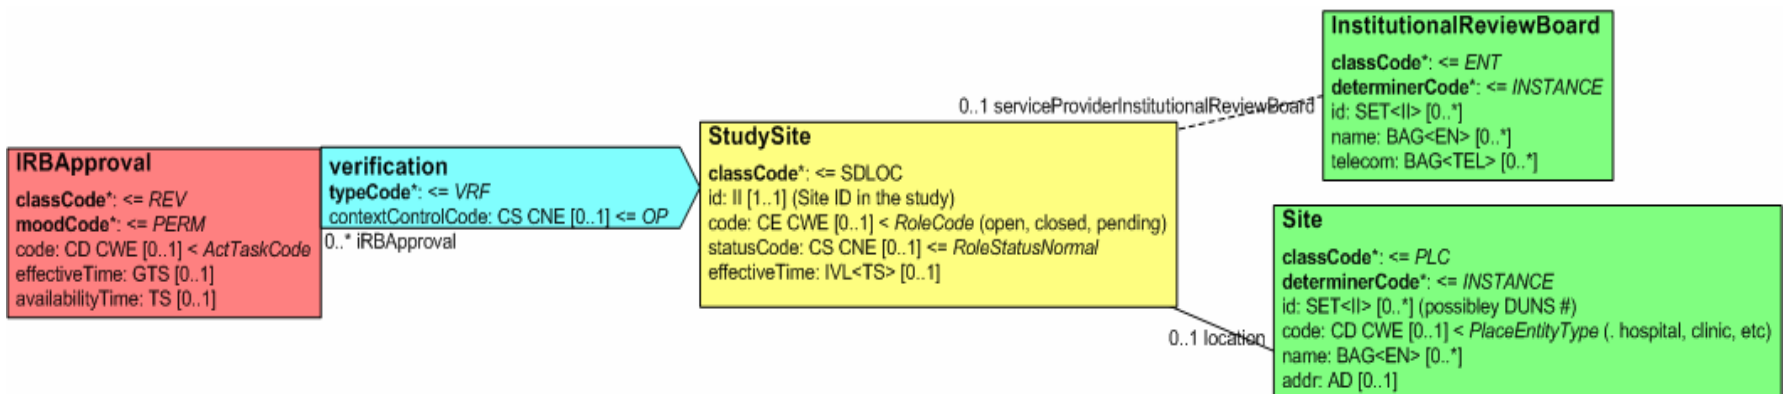 InstitutionalReviewBoard
classCode*: <= ENT
determinerCode*: <= INSTANCE
id: SET<II> [0..*]
name: BAG<EN> [0..*]
telecom: BAG<TEL> [0..*]
0..1 serviceProviderInstitutionalReviewBoard
IRBApproval
classCode*: <= REV
moodCode*: <= PERM
code: CD CWE [0..1] < ActTaskCode
effectiveTime: GTS [0..1]
availabilityTime: TS [0..1]
verification
typeCode*: <= VRF
contextControlCode: CS CNE [0..1] <= OP
0..* iRBApproval
StudySite
classCode*: <= SDLOC
id: II [1..1] (Site ID in the study)
code: CE CWE [0..1] < RoleCode (open, closed, pending)
statusCode: CS CNE [0..1] <= RoleStatusNormal
effectiveTime: IVL<TS> [0..1]
0..1 location
Site
classCode*: <= PLC
determinerCode*: <= INSTANCE
id: SET<II> [0..*] (possibley DUNS #)
code: CD CWE [0..1] < PlaceEntityType (. hospital, clinic, etc)
name: BAG<EN> [0..*]
addr: AD [0..1]